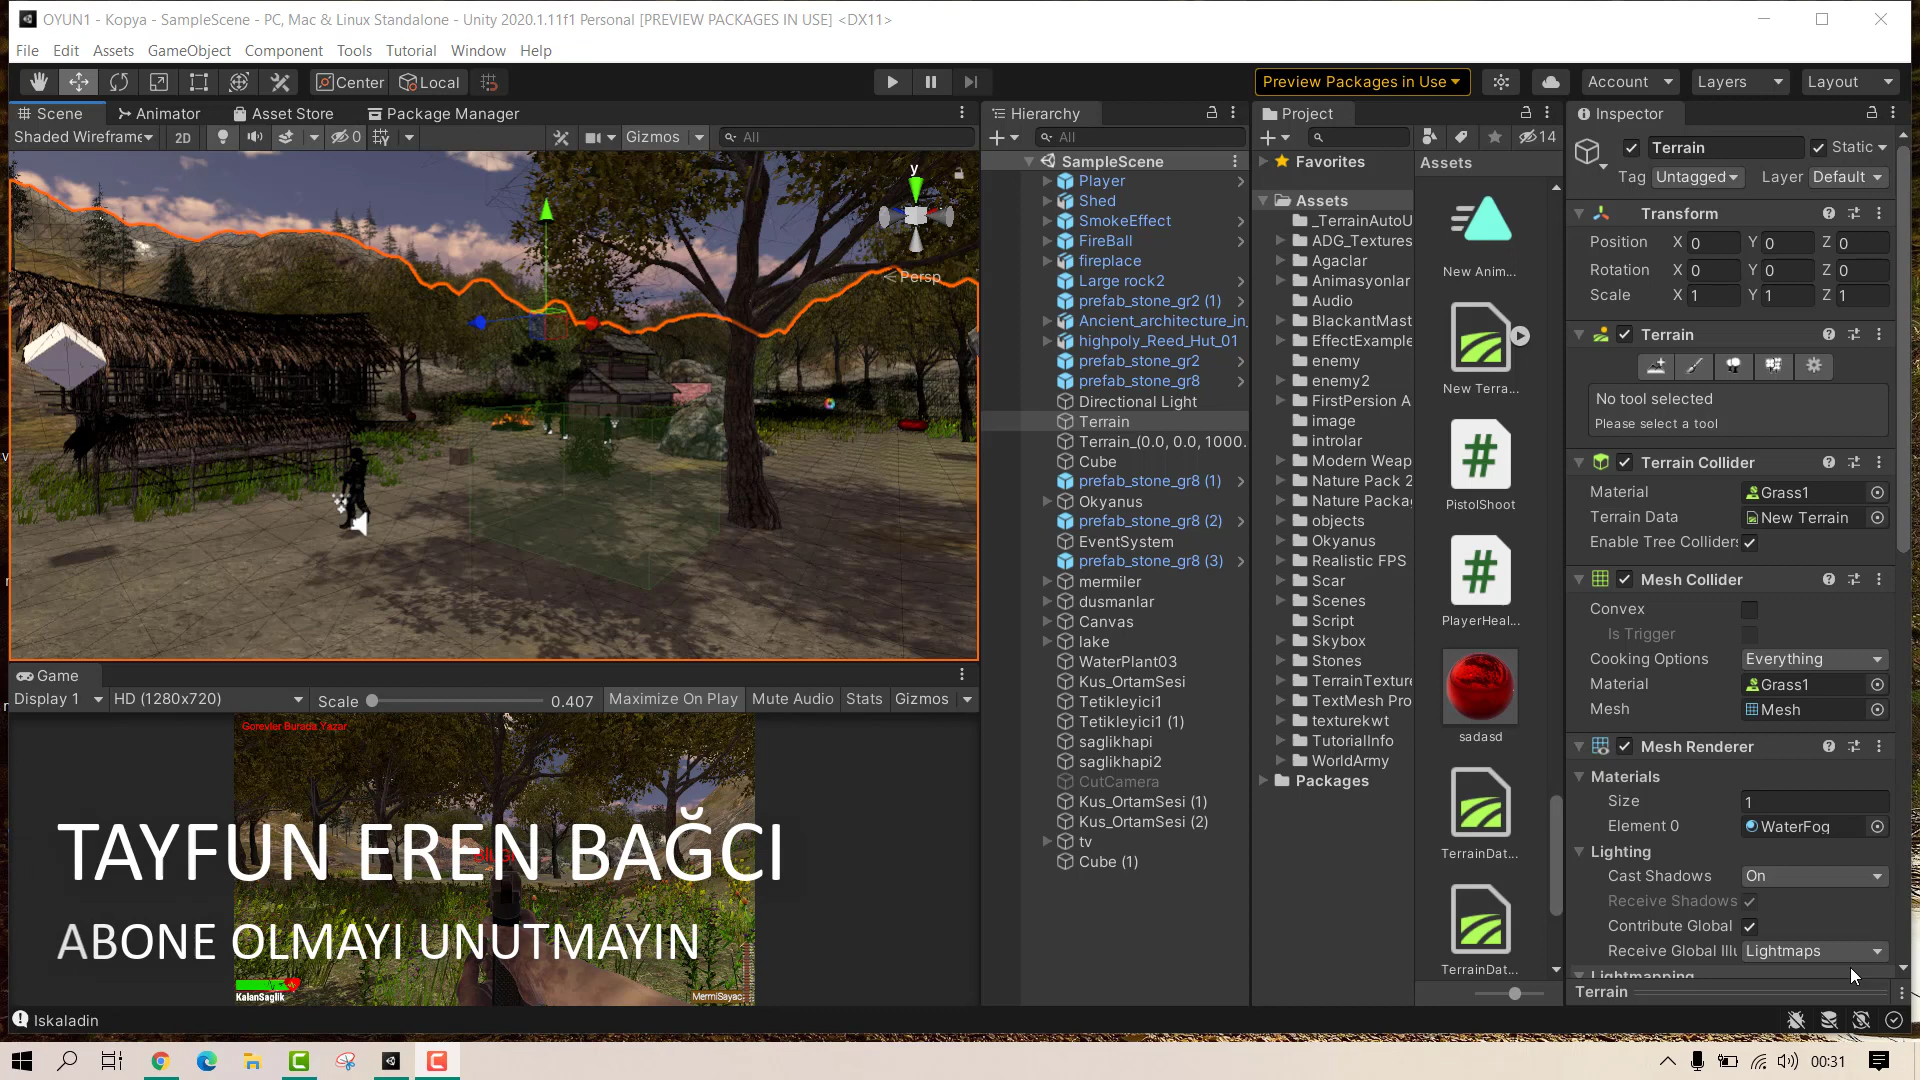 OYUN1 - Kopya - SampleScene - PC, Mac & Linux Standalone - Unity 2020.1.11f1 Personal [PREVIEW PACKAGES IN USE] <DX11>
File Edit Assets GameObject Component Tools Tutorial Window Help
Center Local Preview Packages in Use Account Layers Layout
Scene Animator Asset Store Package Manager
Shaded Wireframe 2D 0 Gizmos All
y
Persp
Game
Display 1 HD (1280x720) Scale 0.407 Maximize On Play Mute Audio Stats Gizmos
Gorevler Burada Yazar
TAYFUN EREN BAĞCI
ABONE OLMAYI UNUTMAYIN
KalanSaglik
MermiSayac
Iskaladin
Hierarchy
All
SampleScene
Player
Shed
SmokeEffect
FireBall
fireplace
Large rock2
prefab_stone_gr2 (1)
Ancient_architecture_in_
highpoly_Reed_Hut_01
prefab_stone_gr2
prefab_stone_gr8
Directional Light
Terrain
Terrain_(0.0, 0.0, 1000.
Cube
prefab_stone_gr8 (1)
Okyanus
prefab_stone_gr8 (2)
EventSystem
prefab_stone_gr8 (3)
mermiler
dusmanlar
Canvas
lake
WaterPlant03
Kus_OrtamSesi
Tetikleyici1
Tetikleyici1 (1)
saglikhapi
saglikhapi2
CutCamera
Kus_OrtamSesi (1)
Kus_OrtamSesi (2)
tv
Cube (1)
Project
14
Favorites
Assets
_TerrainAutoU
ADG_Textures
Agaclar
Animasyonlar
Audio
BlackantMast
EffectExample
enemy
enemy2
FirstPersion A
image
introlar
Modern Weap
Nature Pack 2
Nature Packa
objects
Okyanus
Realistic FPS
Scar
Scenes
Script
Skybox
Stones
TerrainTexture
TextMesh Pro
texturekwt
TutorialInfo
WorldArmy
Packages
Assets
New Anim...
New Terra...
#
PistolShoot
#
PlayerHeal...
sadasd
TerrainDat...
TerrainDat...
Inspector
Terrain Static
Tag Untagged Layer Default
Transform
Position X 0 Y 0 Z 0
Rotation X 0 Y 0 Z 0
Scale X 1 Y 1 Z 1
Terrain
No tool selected
Please select a tool
Terrain Collider
Material Grass1
Terrain Data New Terrain
Enable Tree Colliders
Mesh Collider
Convex
Is Trigger
Cooking Options Everything
Material Grass1
Mesh Mesh
Mesh Renderer
Materials
Size 1
Element 0 WaterFog
Lighting
Cast Shadows On
Receive Shadows
Contribute Global
Receive Global Illu Lightmaps
Lightmapping
Terrain
00:31